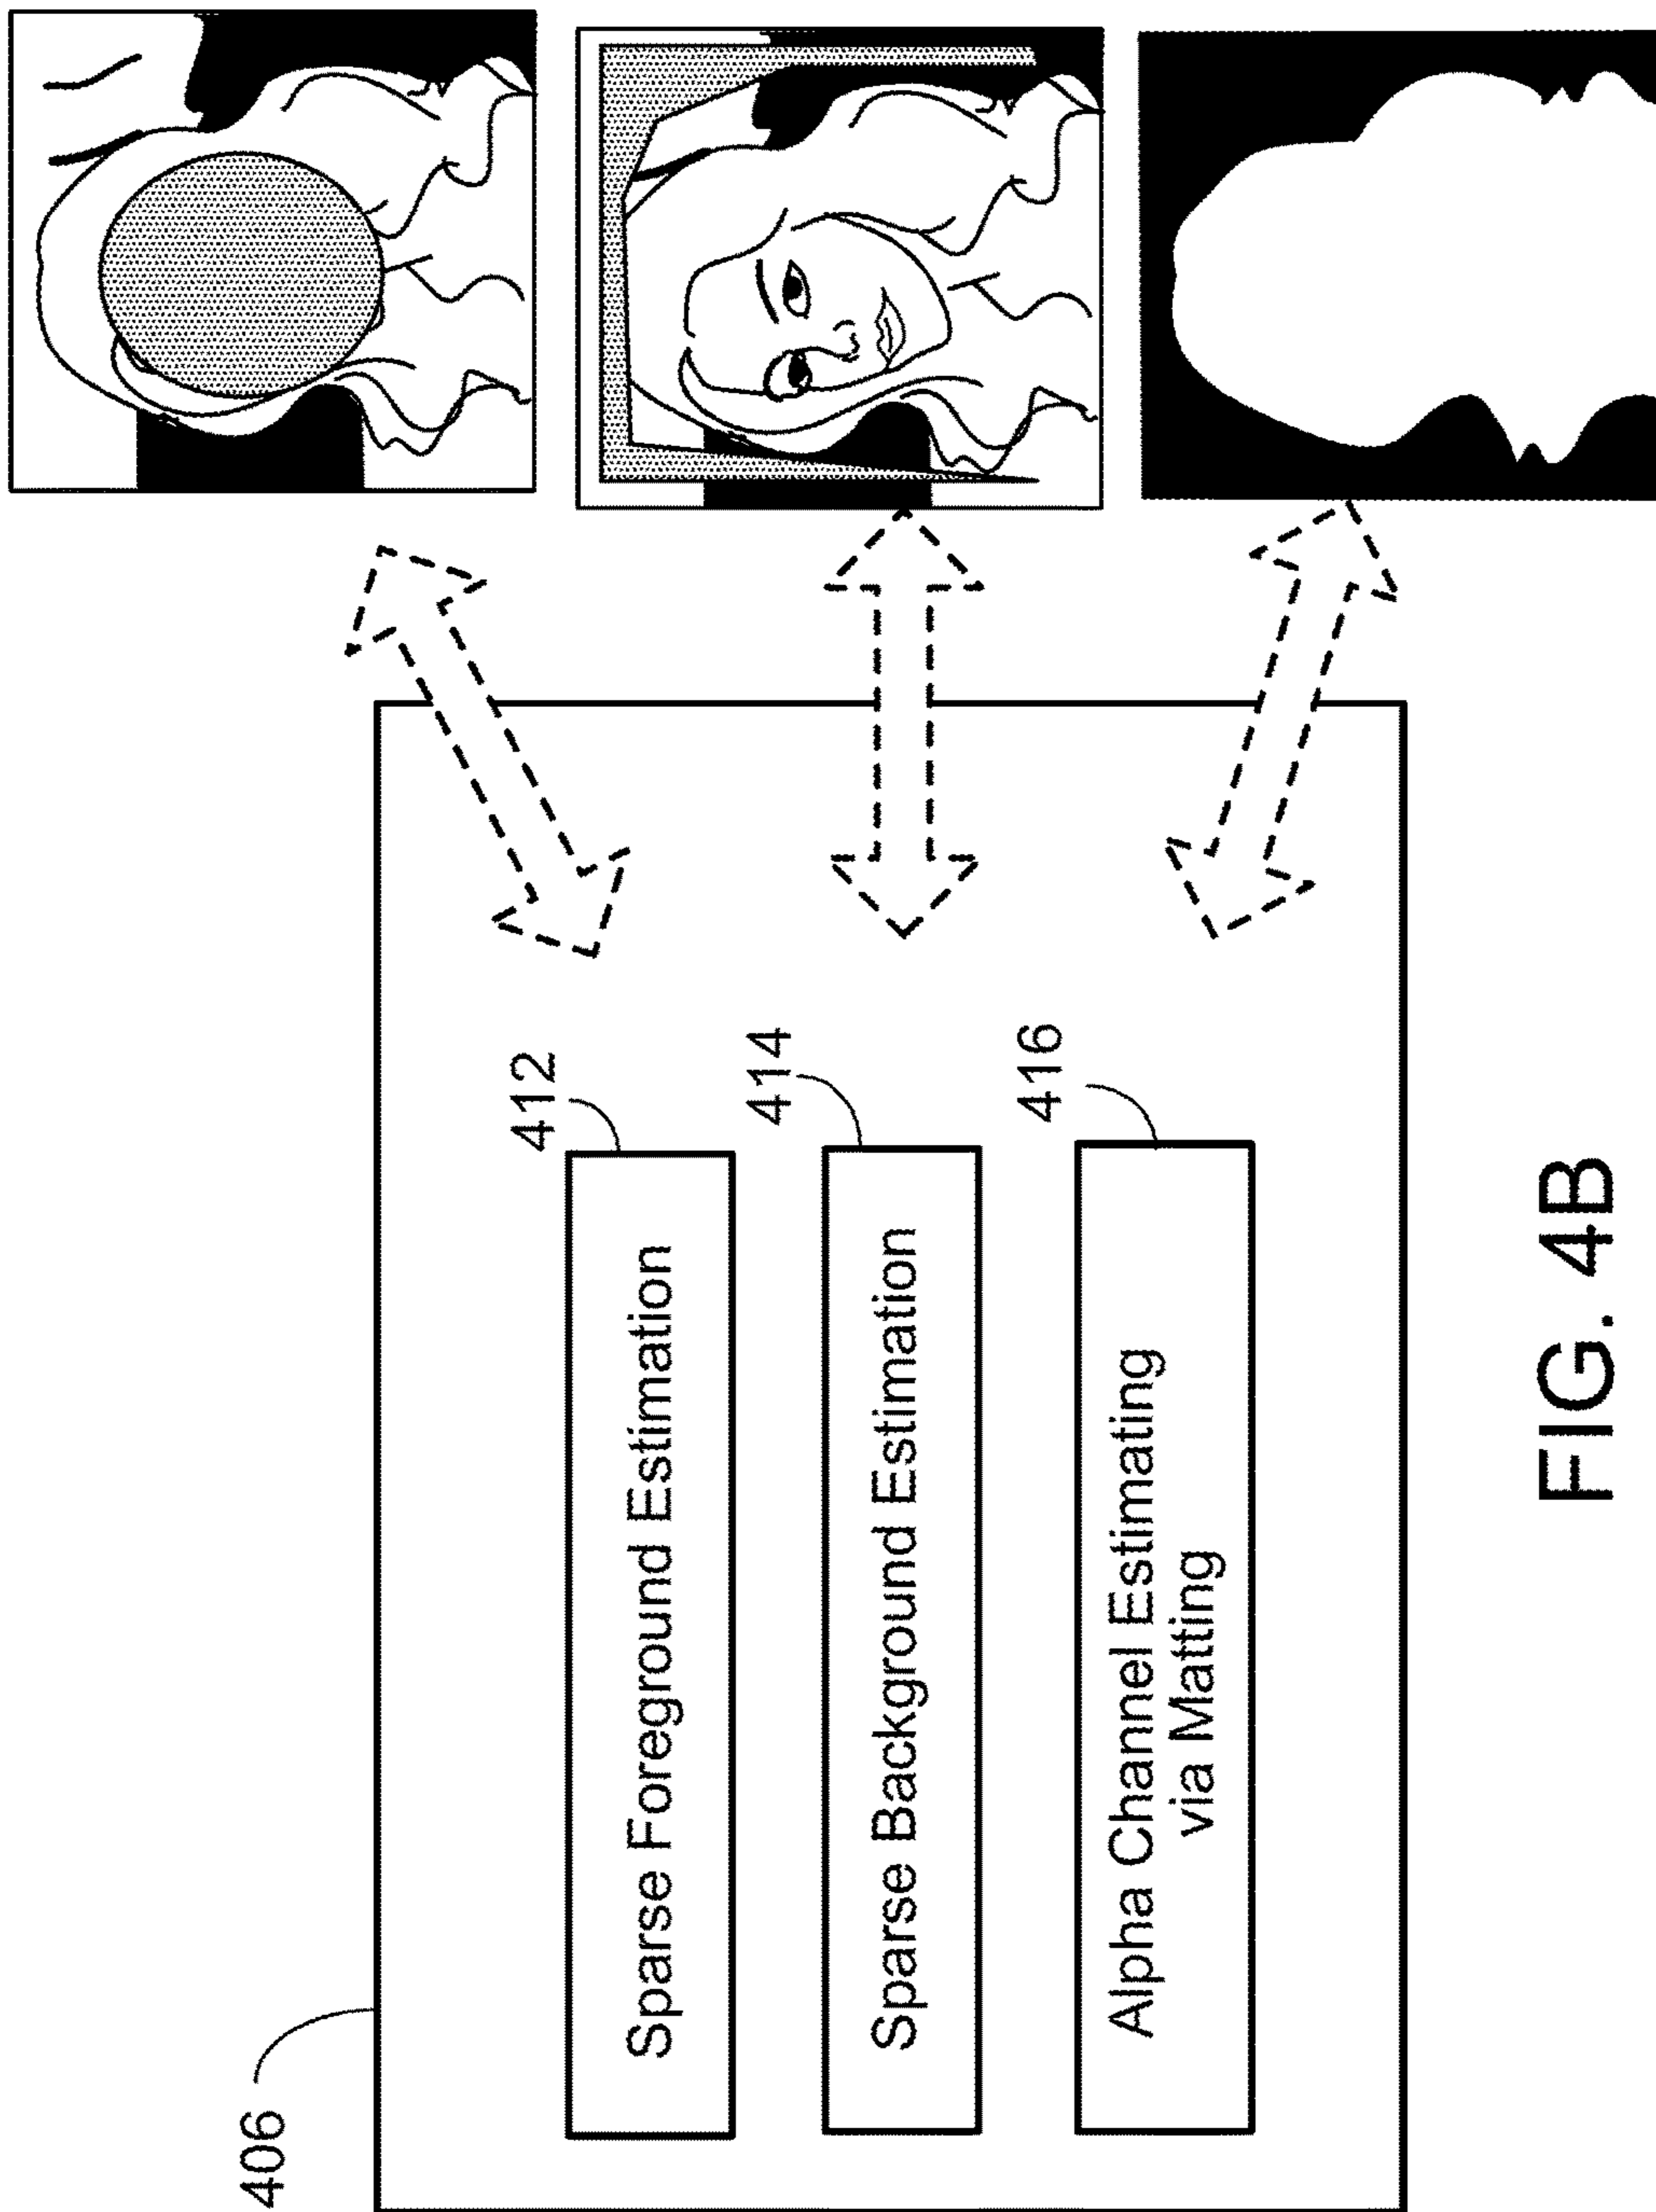 406
412
Sparse Foreground Estimation
414
Sparse Background Estimation
416
Alpha Channel Estimating
via Matting
FIG. 4B